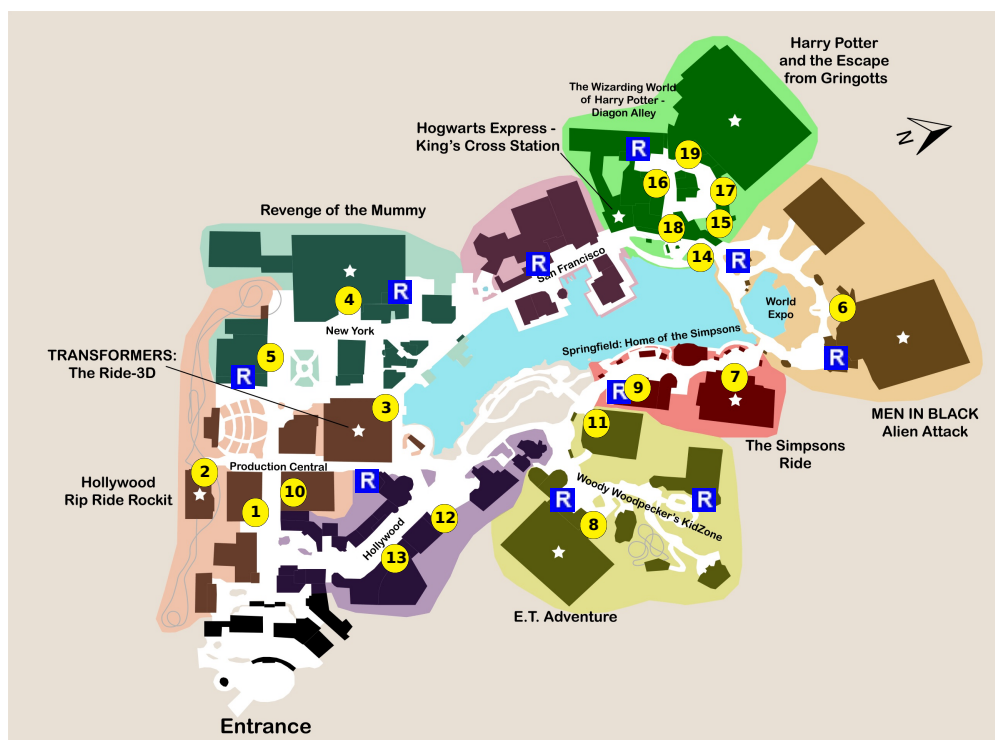 Harry Potter
and the Escape
from Gringotts
The Wizarding World
of Harry Potter -
Diagon Alley
Hogwarts Express -
King's Cross Station
N
R
19
16
17
15
18
14
R
Revenge of the Mummy
San Francisco
R
4
R
World
Expo
6
R
New York
Springfield: Home of the Simpsons
TRANSFORMERS:
The Ride-3D
5
R
7
R
9
3
11
MEN IN BLACK
Alien Attack
The Simpsons
Ride
Hollywood
Rip Ride Rockit
2
Production Central
R
10
1
12
Hollywood
13
Woody Woodpecker's KidZone
R
R
8
E.T. Adventure
Entrance